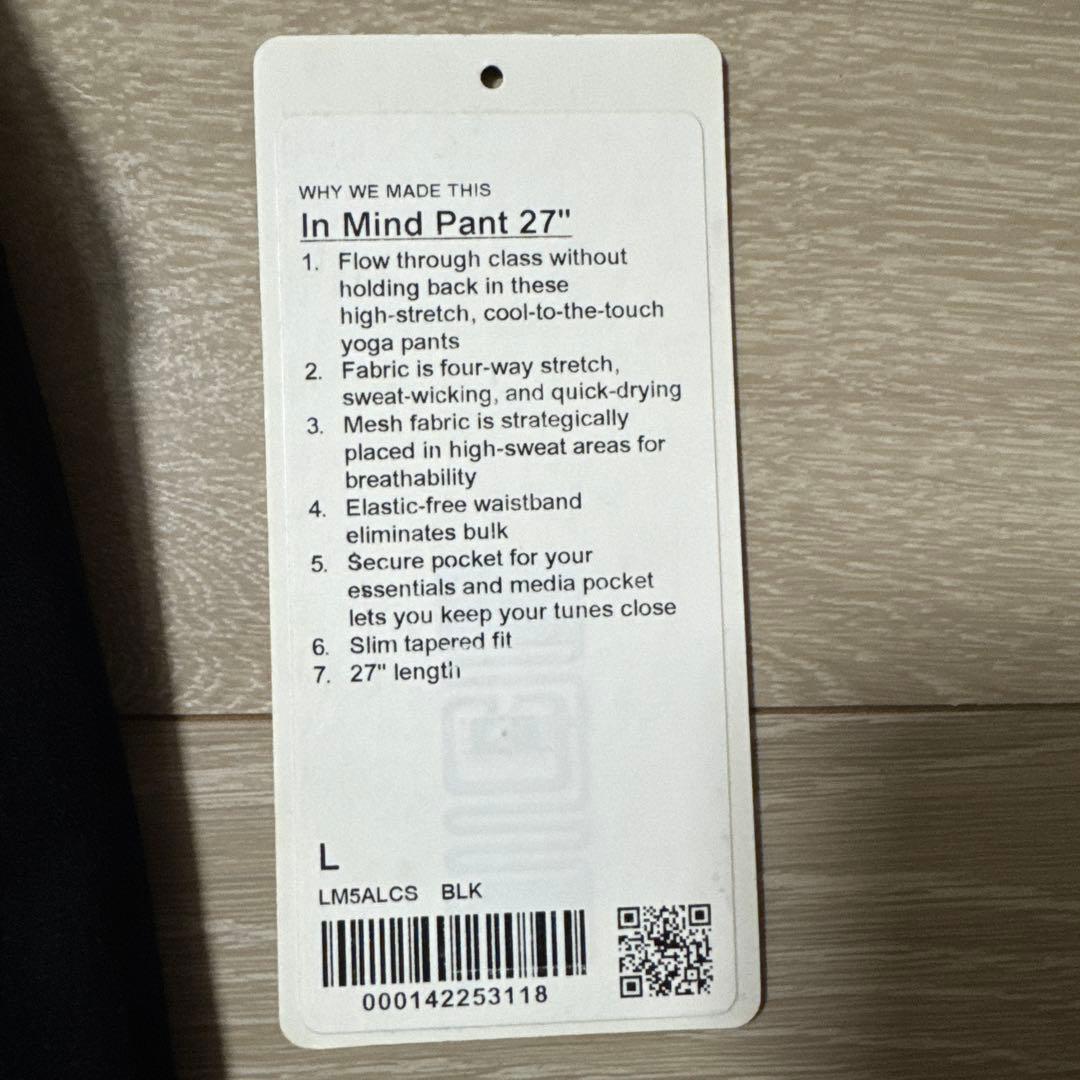 WHY WE MADE THIS
In Mind Pant 27"
1. Flow through class without
holding back in these
high-stretch, cool-to-the-touch
yoga pants
2. Fabric is four-way stretch,
sweat-wicking, and quick-drying
3. Mesh fabric is strategically
placed in high-sweat areas for
breathability
4. Elastic-free waistband
eliminates bulk
5. Secure pocket for your
essentials and media pocket
lets you keep your tunes close
6. Slim tapered fit
7. 27" length
L
LM5ALCS BLK
000142253118